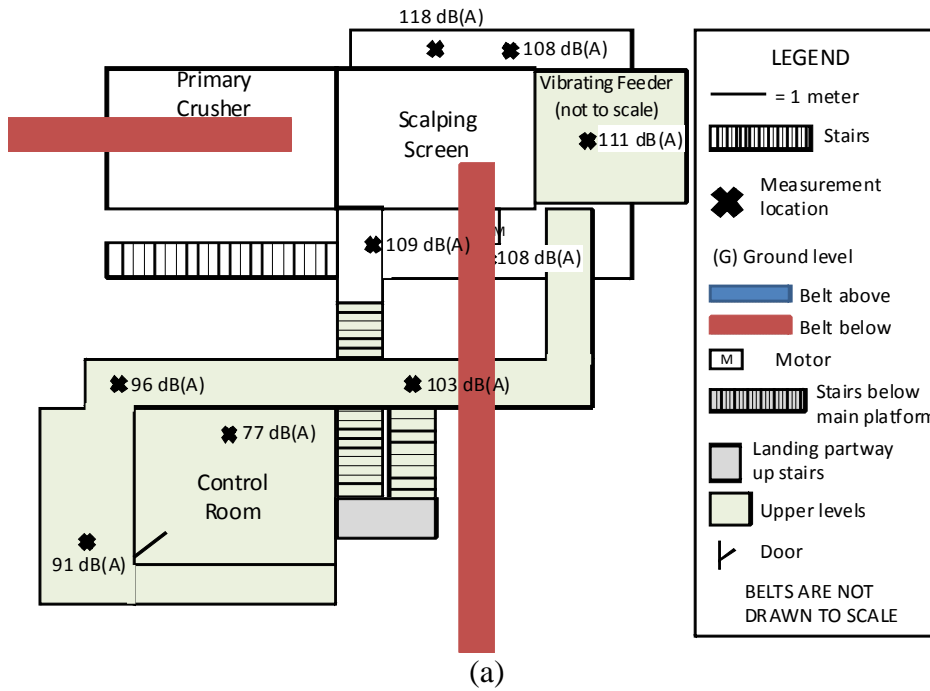 118 dB(A)
108 dB(A)
Primary
Crusher
Scalping
Screen
Vibrating Feeder
(not to scale)
111 dB(A)
109 dB(A)
M
108 dB(A)
96 dB(A)
103 dB(A)
77 dB(A)
Control
Room
91 dB(A)
LEGEND
= 1 meter
Stairs
Measurement
location
(G) Ground level
Belt above
Belt below
M
Motor
Stairs below
main platform
Landing partway
up stairs
Upper levels
Door
BELTS ARE NOT
DRAWN TO SCALE
(a)